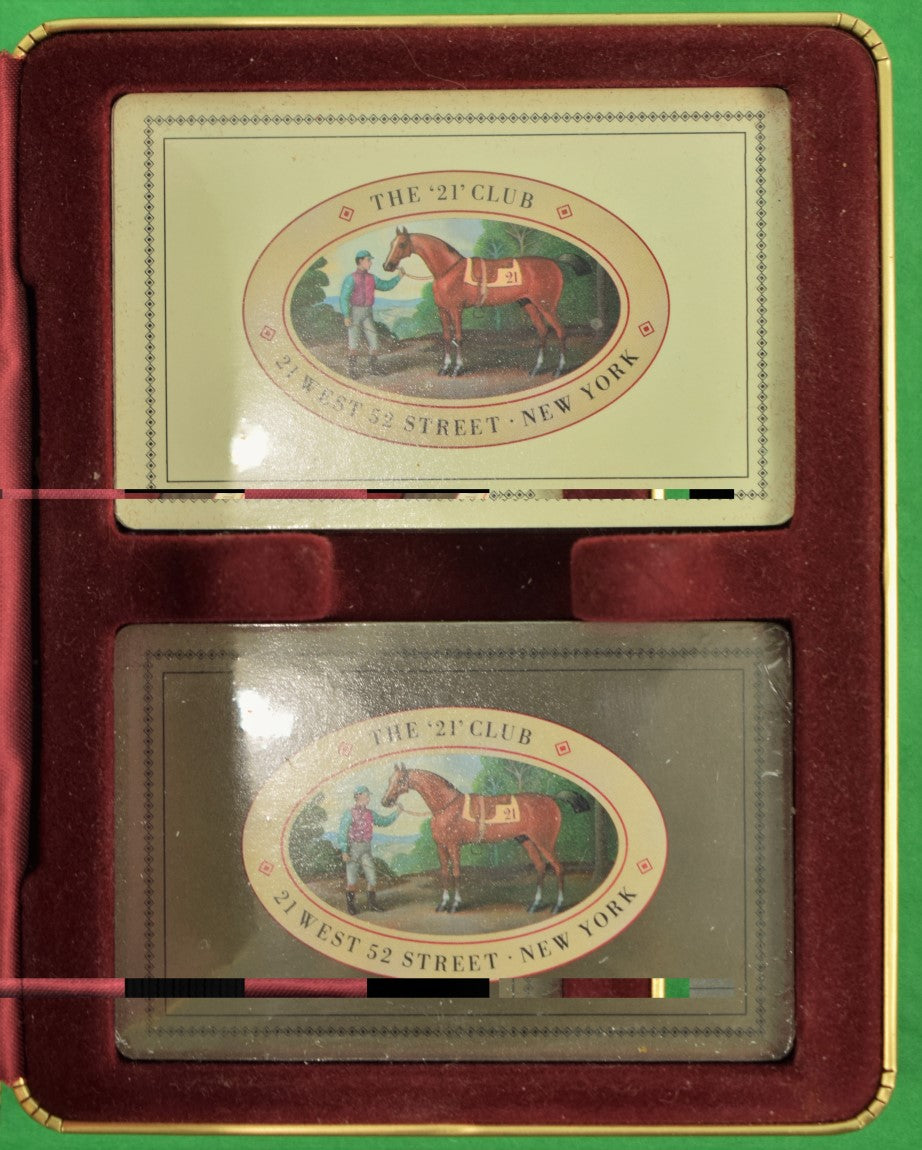 THE ‘21’ CLUB
21
21 WEST 52 STREET · NEW YORK
THE ‘21’ CLUB
21
21 WEST 52 STREET · NEW YORK